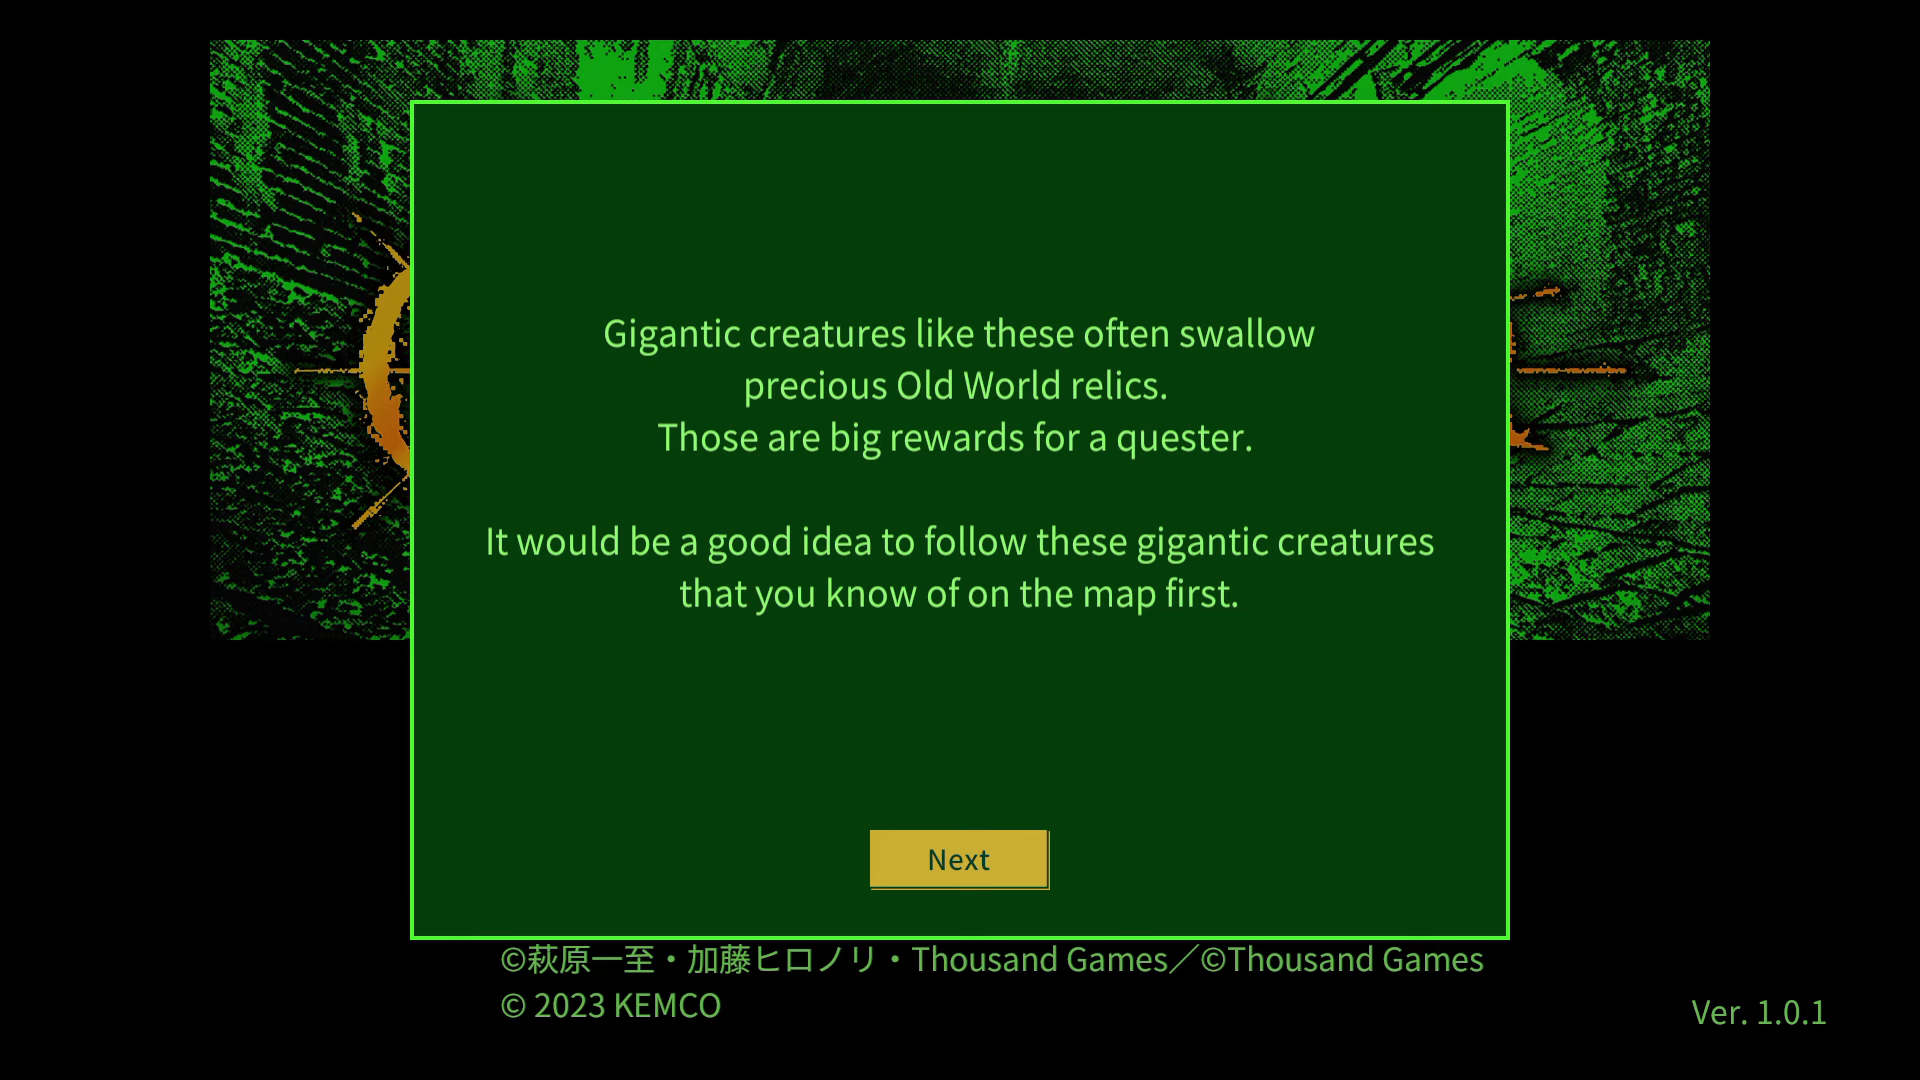 Gigantic creatures like these often swallow
precious Old World relics.
Those are big rewards for a quester.
It would be a good idea to follow these gigantic creatures
that you know of on the map first.
Next
©萩原一至・加藤ヒロノリ・Thousand Games／©Thousand Games
© 2023 KEMCO
Ver. 1.0.1